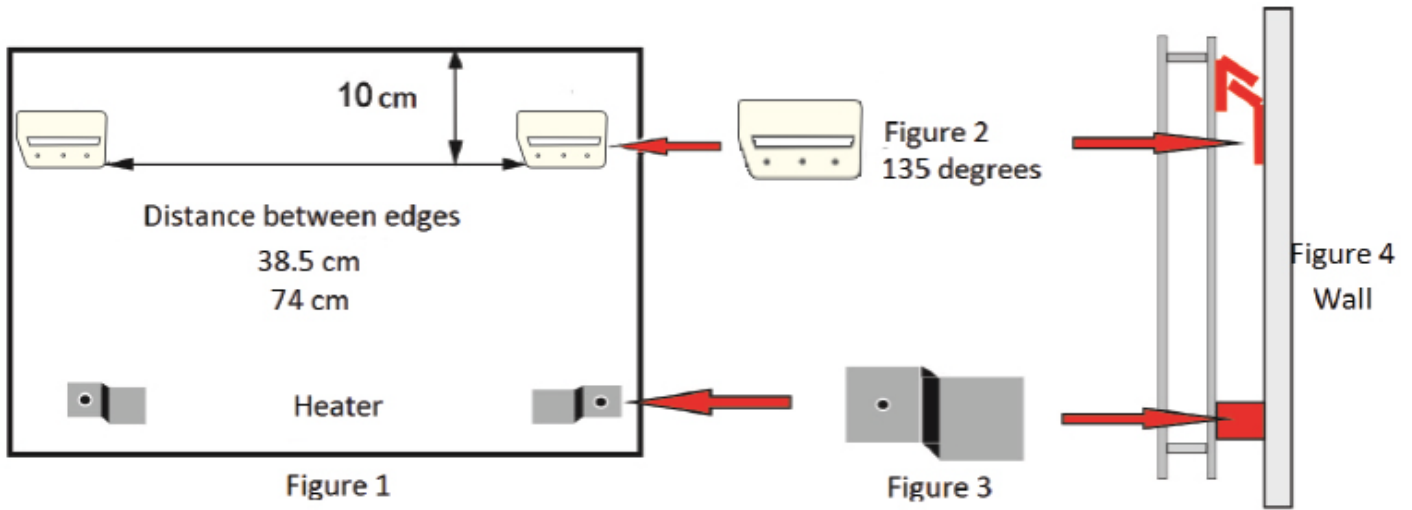 10 cm
Distance between edges
38.5 cm
74 cm
Heater
Figure 1
Figure 2
135 degrees
Figure 3
Figure 4
Wall